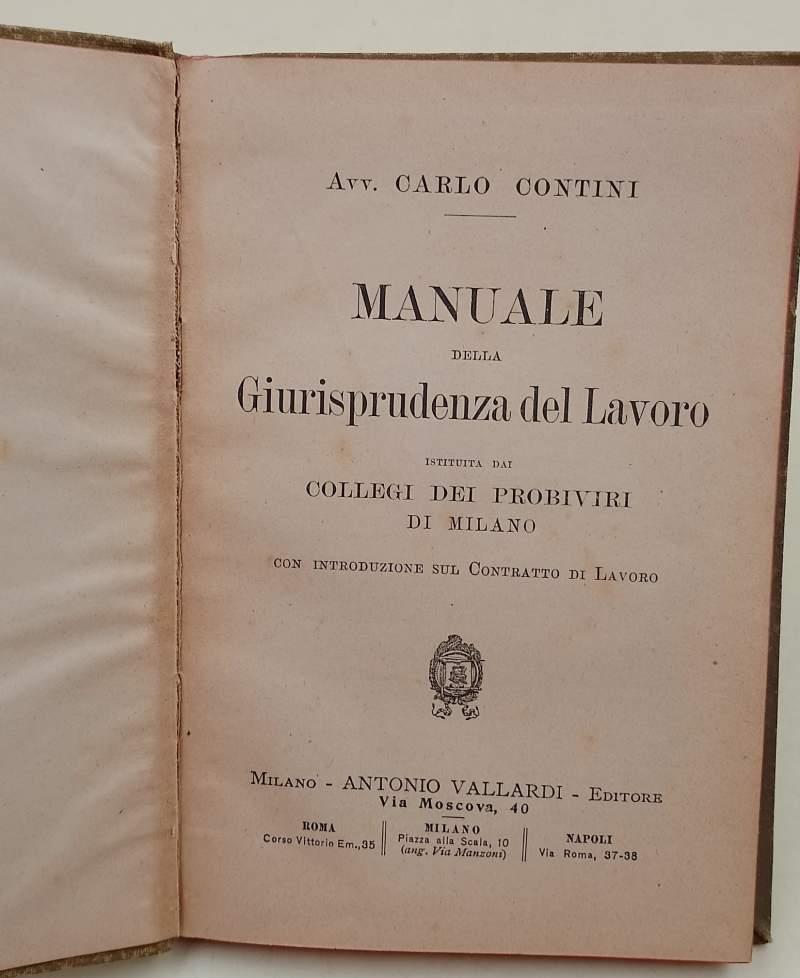 Avv. CARLO CONTINI
MANUALE
DELLA
Giurisprudenza del Lavoro
ISTITUITA DAI
COLLEGI DEI PROBIVIRI
DI MILANO
CON INTRODUZIONE SUL CONTRATTO DI LAVORO
MILANO - ANTONIO VALLARDI - EDITORE
Via Moscova, 40
ROMA
Corso Vittorio Em., 35
MILANO
Piazza alla Scala, 10
(ang. Via Manzoni)
NAPOLI
Via Roma, 37-38